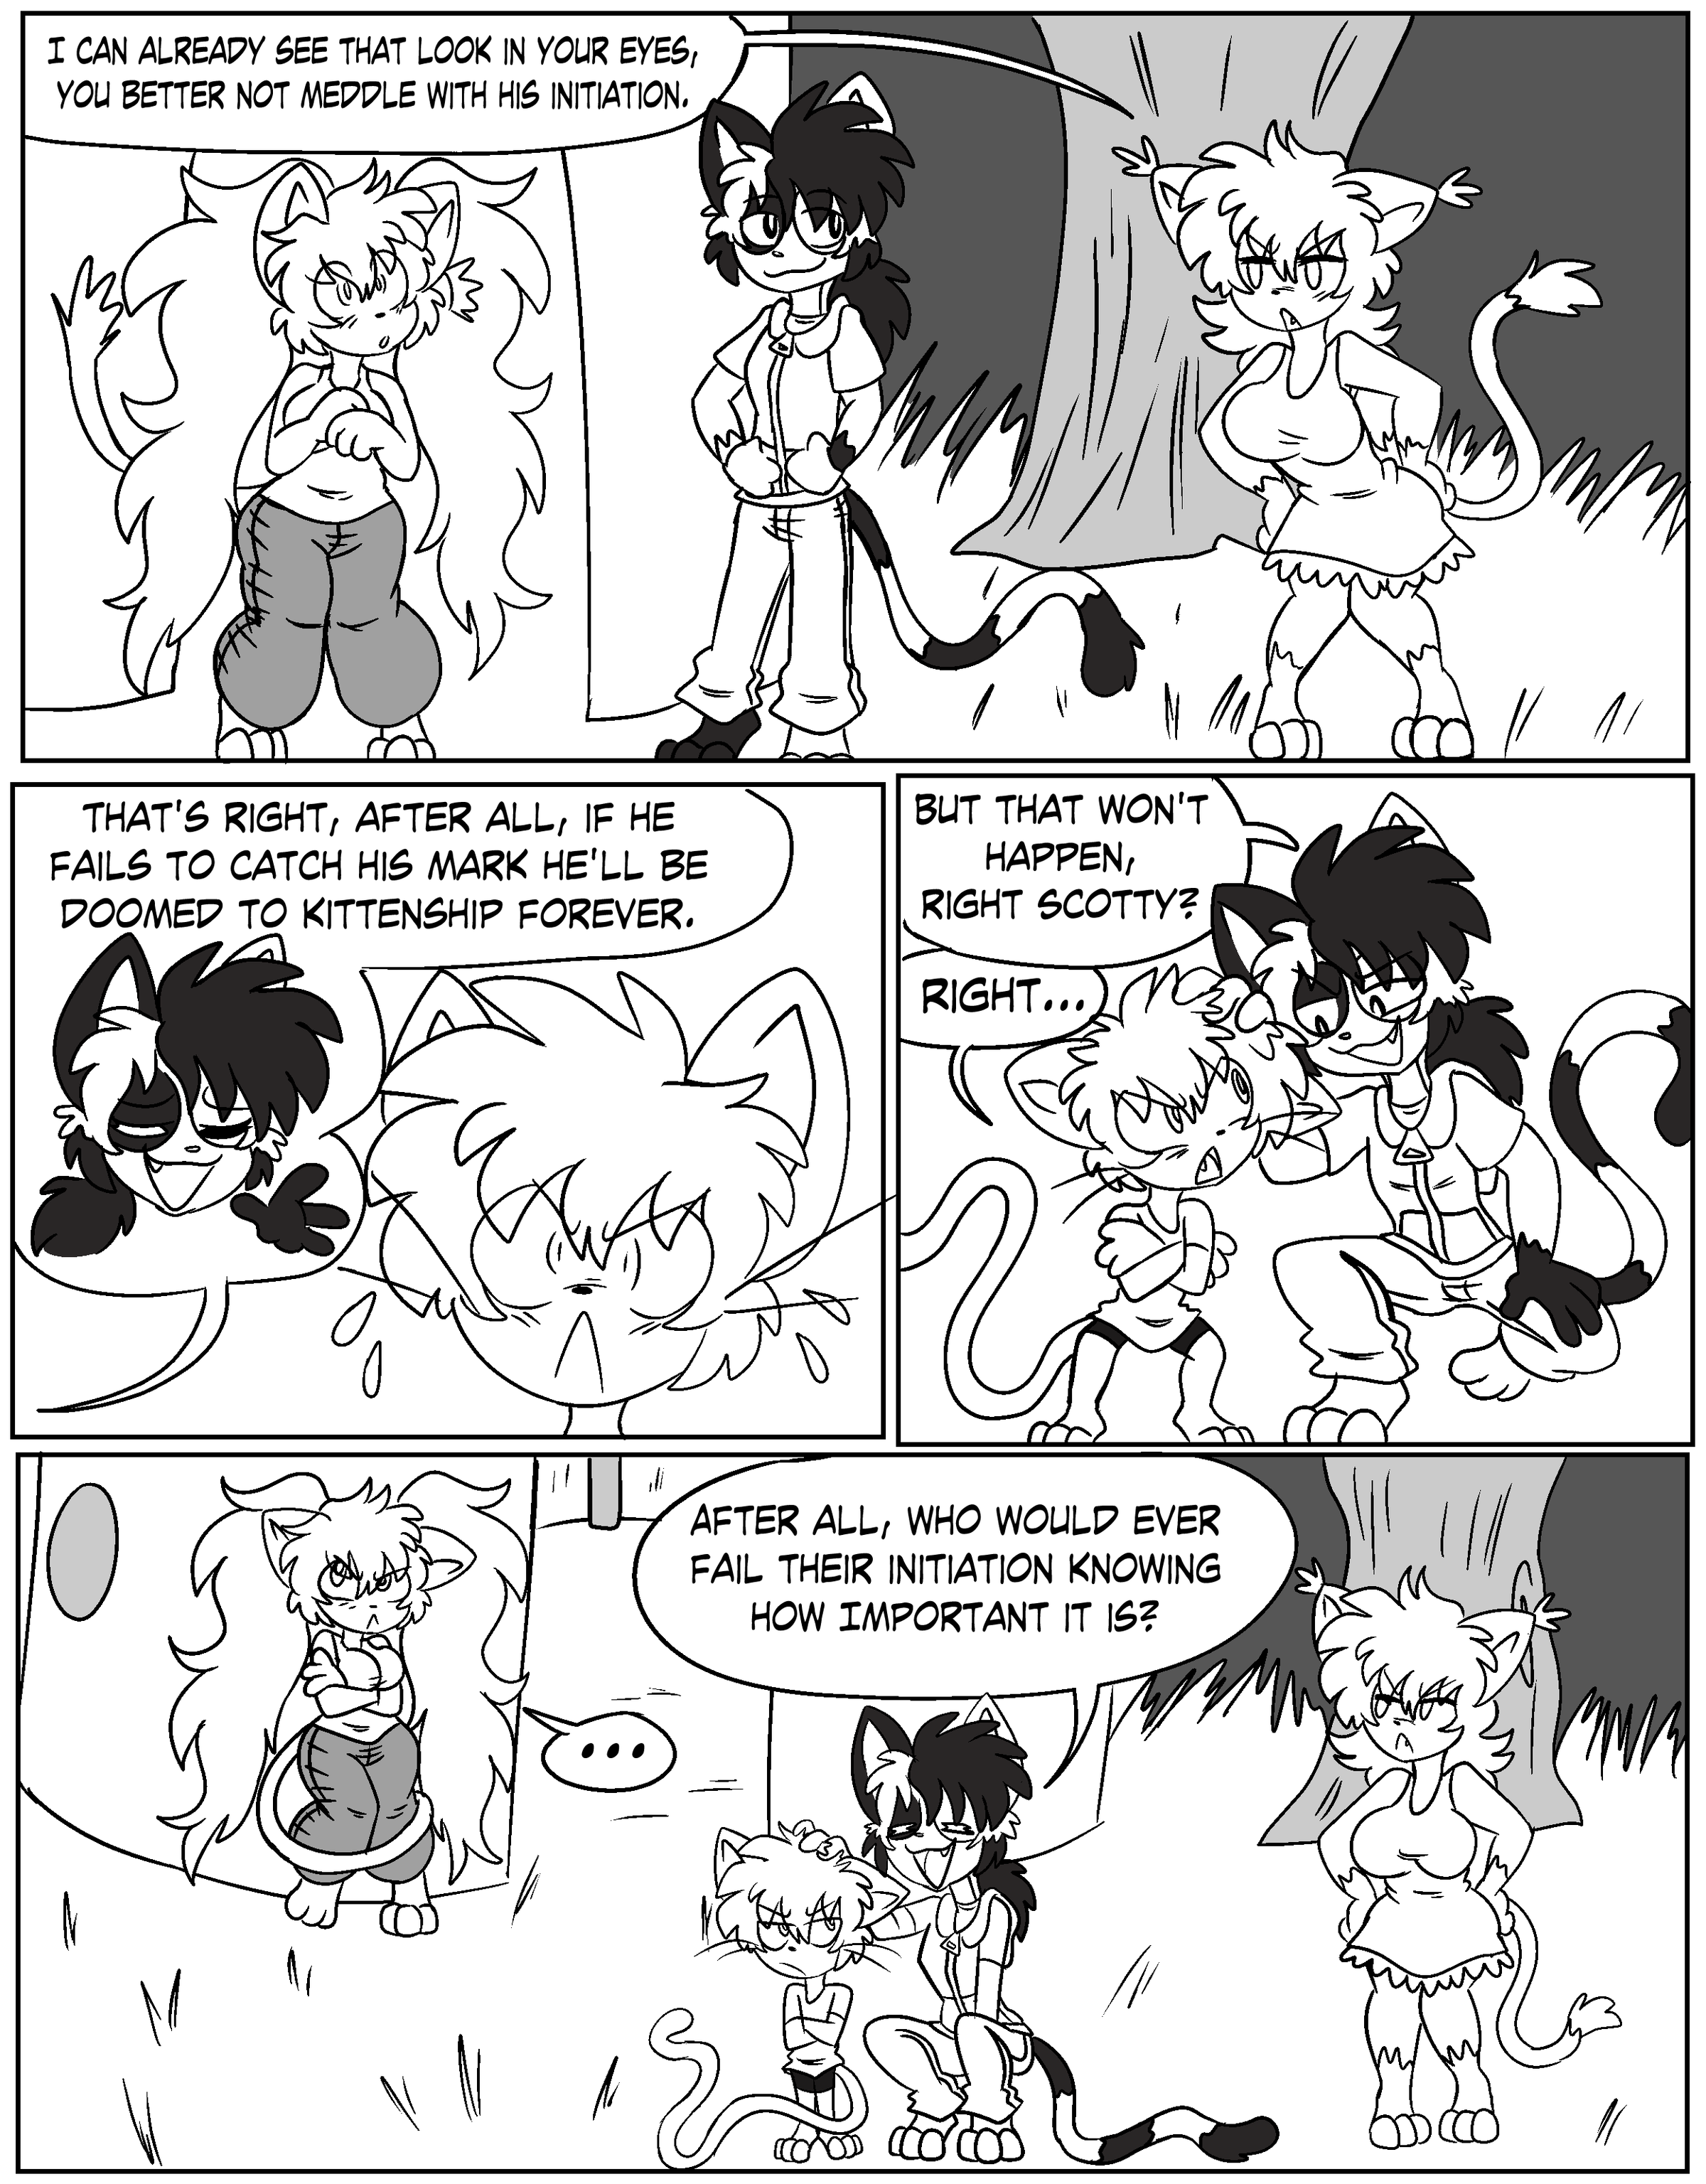 I CAN ALREADY SEE THAT LOOK IN YOUR EYES,
YOU BETTER NOT MEDDLE WITH HIS INITIATION.
THAT'S RIGHT, AFTER ALL, IF HE
FAILS TO CATCH HIS MARK HE'LL BE
DOOMED TO KITTENSHIP FOREVER.
BUT THAT WON'T
HAPPEN,
RIGHT SCOTTY?
RIGHT...
...
AFTER ALL, WHO WOULD EVER
FAIL THEIR INITIATION KNOWING
HOW IMPORTANT IT IS?